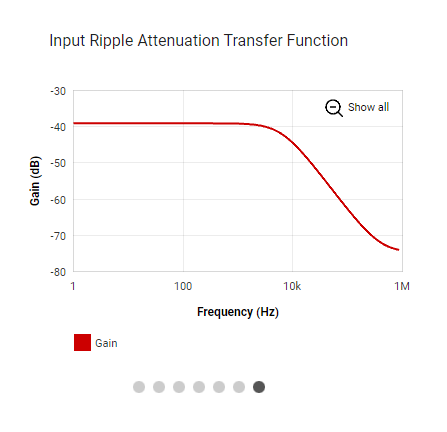 Input Ripple Attenuation Transfer Function
-30
Show all
-40
-50
-60
-70
-80
Gain (dB)
1 100 10k 1M
Frequency (Hz)
Gain